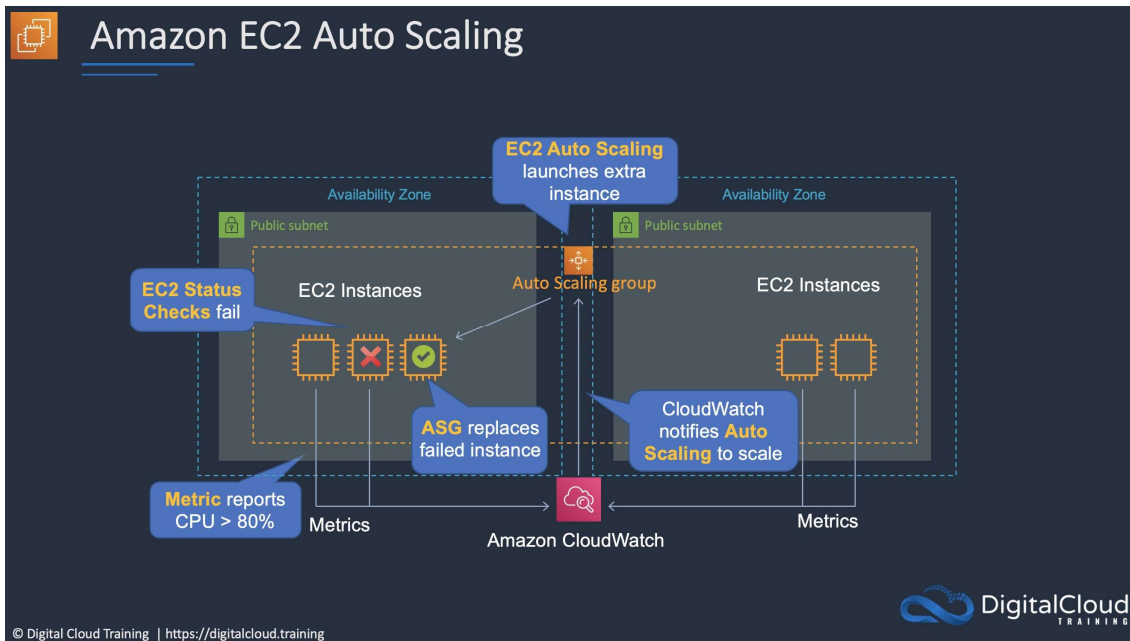 Amazon EC2 Auto Scaling
EC2 Auto Scaling
launches extra
instance
Availability Zone
Availability Zone
Public subnet
Public subnet
EC2 Status
Checks fail
EC2 Instances
Auto Scaling group
EC2 Instances
ASG replaces
failed instance
CloudWatch
notifies Auto
Scaling to scale
Metric reports
CPU > 80%
Metrics
Metrics
Amazon CloudWatch
DigitalCloud
TRAINING
© Digital Cloud Training | https://digitalcloud.training